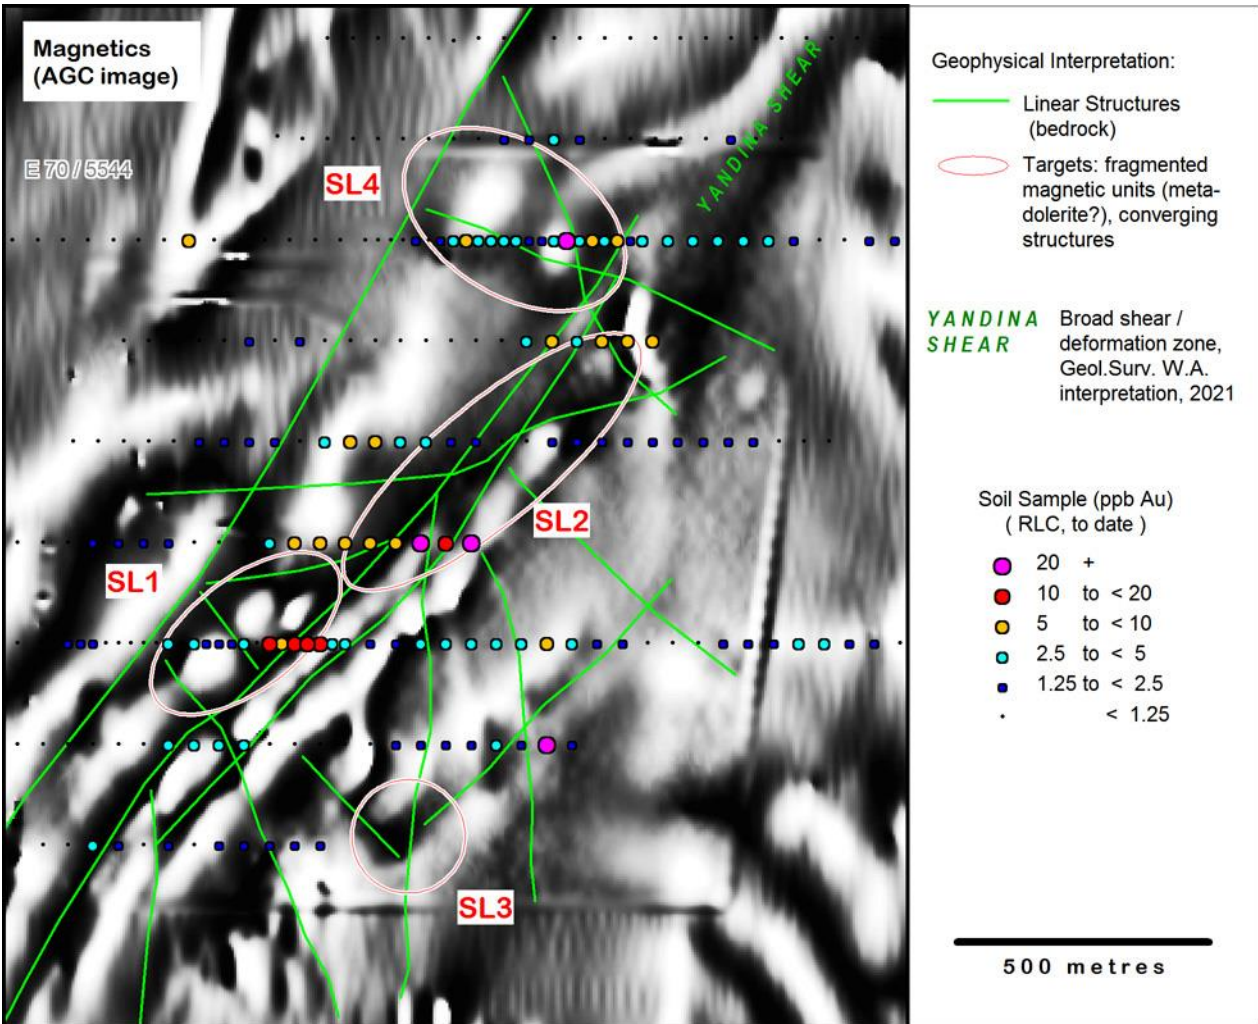 Magnetics
(AGC image)
E 70 / 5544
YANDINA SHEAR
SL4
SL2
SL1
SL3
Geophysical Interpretation:
Linear Structures
(bedrock)
Targets: fragmented
magnetic units (meta-
dolerite?), converging
structures
YANDINA
SHEAR
Broad shear /
deformation zone,
Geol.Surv. W.A.
interpretation, 2021
Soil Sample (ppb Au)
( RLC, to date )
20 +
10 to < 20
5 to < 10
2.5 to < 5
1.25 to < 2.5
< 1.25
500 metres